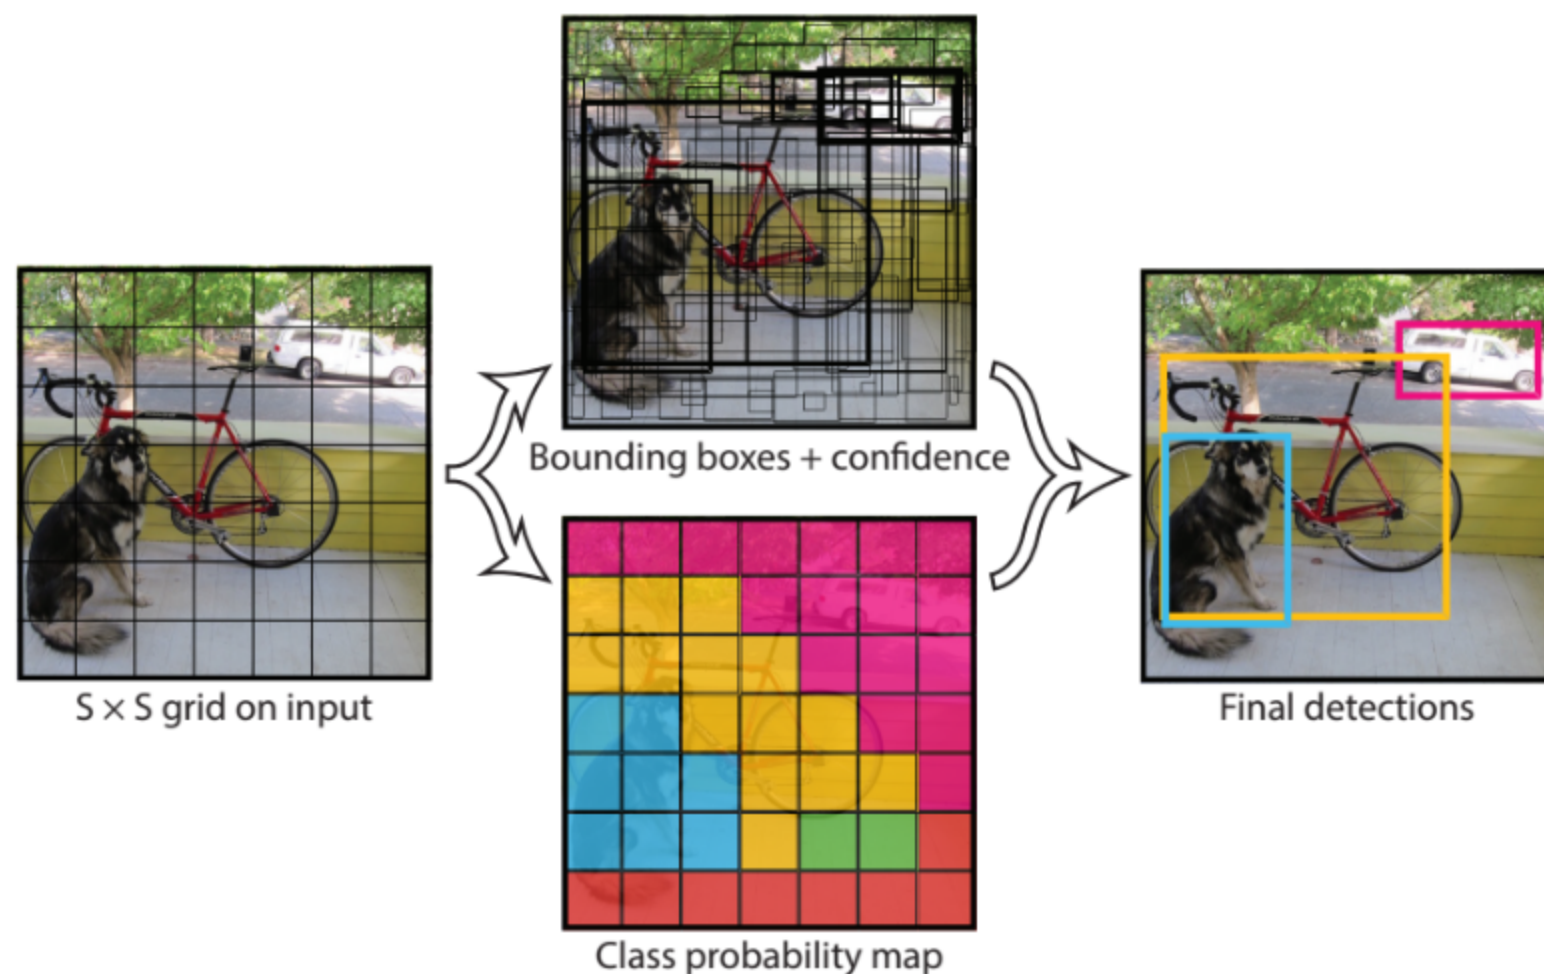 Bounding boxes + confidence
S × S grid on input
Final detections
Class probability map